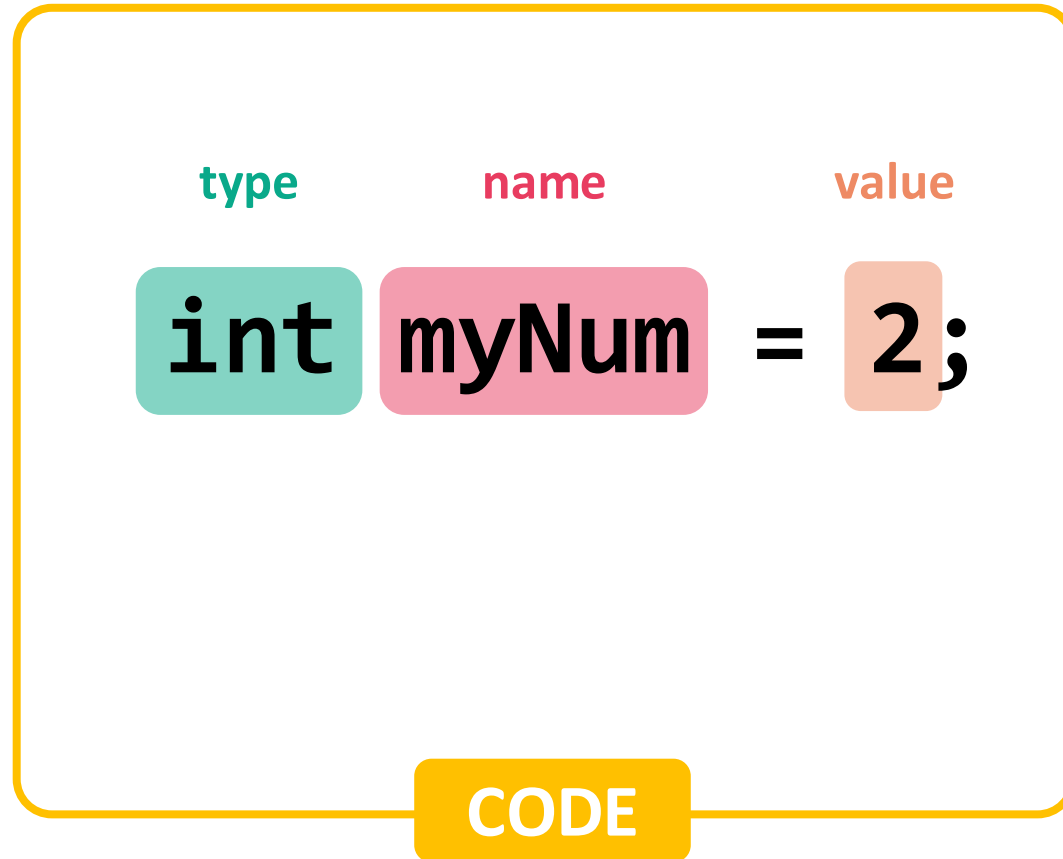 type name value
int myNum = 2;
CODE